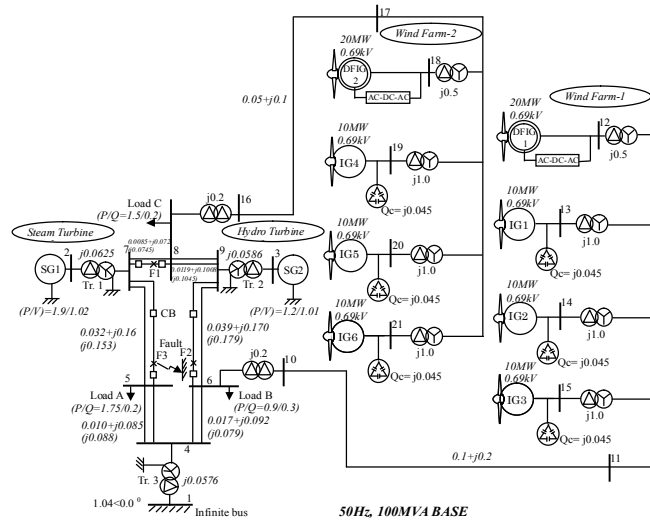 17
Wind Farm-2
20MW
0.69kV
DFIG
2
18
AC-DC-AC
j0.5
Wind Farm-1
20MW
0.69kV
DFIG
1
12
AC-DC-AC
j0.5
0.05+j0.1
10MW
0.69kV
IG4
19
j1.0
Qc= j0.045
Load C
(P/Q=1.5/0.2)
j0.2
16
10MW
0.69kV
IG1
13
j1.0
Qc=j0.045
Steam Turbine
Hydro Turbine
10MW
0.69kV
IG5
20
j1.0
Qc= j0.045
2
j0.0625
7
0.0085+j0.072
(j0.0745)
8
9
j0.0586
3
SG1
Tr. 1
F1
(j0.1045)
Tr. 2
SG2
(P/V)=1.9/1.02
(P/V)=1.2/1.01
10MW
0.69kV
IG2
14
j1.0
Qc=j0.045
10MW
0.69kV
IG6
21
j1.0
Qc= j0.045
CB
0.032+j0.16
(j0.153)
0.039+j0.170
(j0.179)
Fault
F3
F2
j0.2
10
10MW
0.69kV
IG3
15
j1.0
Qc=j0.045
5
6
Load A
(P/Q=1.75/0.2)
Load B
(P/Q=0.9/0.3)
0.010+j0.085
(j0.088)
0.017+j0.092
(j0.079)
4
0.1+j0.2
11
Tr. 3
j0.0576
1.04<0.0 °
1
Infinite bus
50Hz, 100MVA BASE